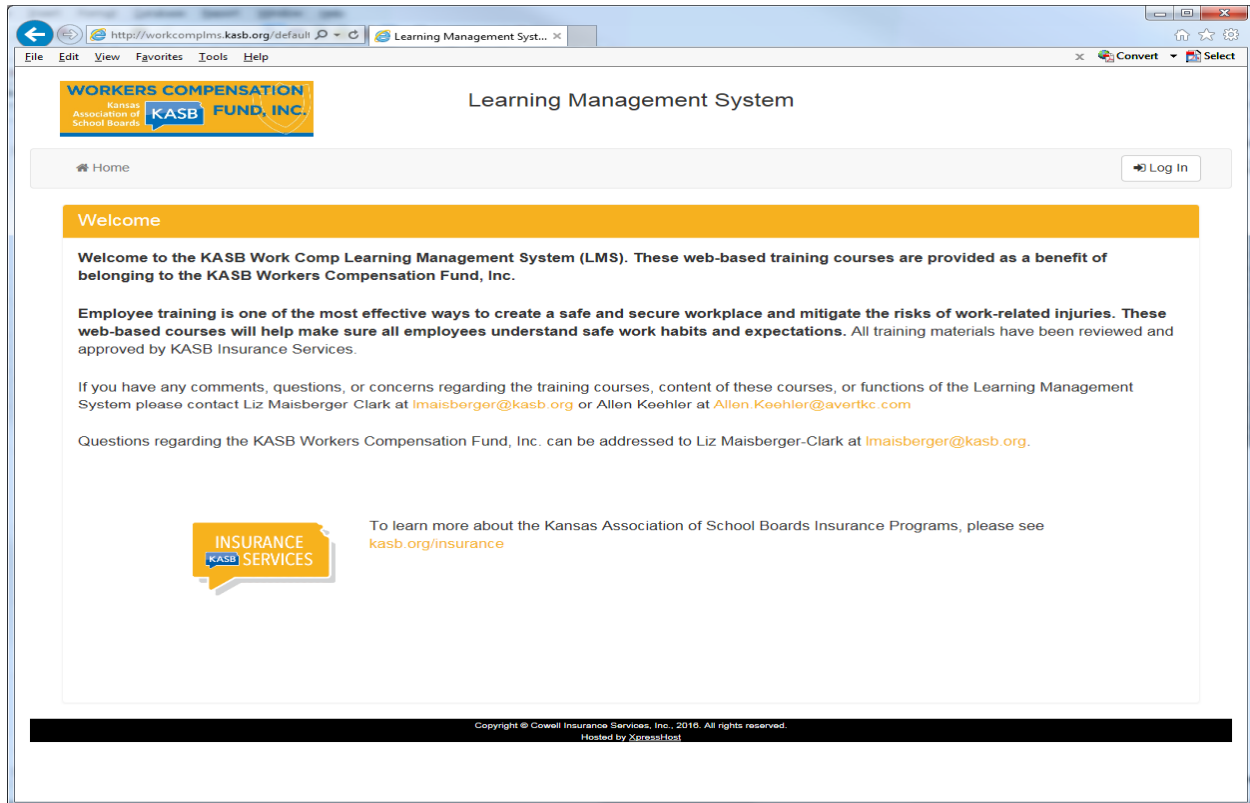 http://workcomplms.kasb.org/default
Learning Management Syst... ×
File Edit View Favorites Tools Help
x Convert Select
WORKERS COMPENSATION
Kansas
Association of
School Boards
KASB
FUND, INC.
Learning Management System
Home
Log In
Welcome
Welcome to the KASB Work Comp Learning Management System (LMS). These web-based training courses are provided as a benefit of
belonging to the KASB Workers Compensation Fund, Inc.
Employee training is one of the most effective ways to create a safe and secure workplace and mitigate the risks of work-related injuries. These
web-based courses will help make sure all employees understand safe work habits and expectations. All training materials have been reviewed and
approved by KASB Insurance Services.
If you have any comments, questions, or concerns regarding the training courses, content of these courses, or functions of the Learning Management
System please contact Liz Maisberger Clark at lmaisberger@kasb.org or Allen Keehler at Allen.Keehler@avertkc.com
Questions regarding the KASB Workers Compensation Fund, Inc. can be addressed to Liz Maisberger-Clark at lmaisberger@kasb.org.
INSURANCE
KASB SERVICES
To learn more about the Kansas Association of School Boards Insurance Programs, please see
kasb.org/insurance
Copyright © Cowell Insurance Services, Inc., 2016. All rights reserved.
Hosted by XpressHost